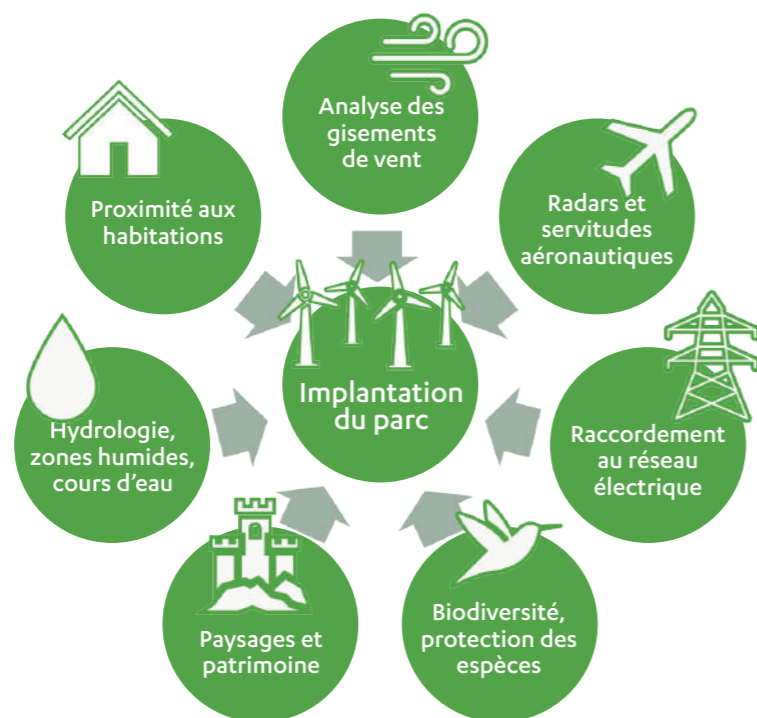 Analyse des
gisements
de vent
Radars et
servitudes
aéronautiques
Raccordement
au réseau
électrique
Biodiversité,
protection des
espèces
Paysages et
patrimoine
Hydrologie,
zones humides,
cours d'eau
Proximité aux
habitations
Implantation
du parc